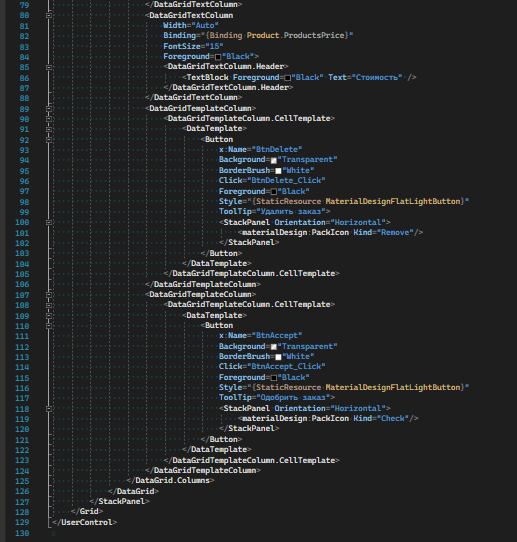 79 </DataGridTextColumn>
80 <DataGridTextColumn
81 Width="Auto"
82 Binding="{Binding Product.ProductsPrice}"
83 FontSize="15"
84 Foreground="Black">
85 <DataGridTextColumn.Header>
86 <TextBlock Foreground="Black" Text="Стоимость" />
87 </DataGridTextColumn.Header>
88 </DataGridTextColumn>
89 <DataGridTemplateColumn>
90 <DataGridTemplateColumn.CellTemplate>
91 <DataTemplate>
92 <Button
93 x:Name="BtnDelete"
94 Background="Transparent"
95 BorderBrush="White"
96 Click="BtnDelete_Click"
97 Foreground="Black"
98 Style="{StaticResource MaterialDesignFlatLightButton}"
99 ToolTip="Удалить заказ">
100 <StackPanel Orientation="Horizontal">
101 <materialDesign:PackIcon Kind="Remove"/>
102 </StackPanel>
103 </Button>
104 </DataTemplate>
105 </DataGridTemplateColumn.CellTemplate>
106 </DataGridTemplateColumn>
107 <DataGridTemplateColumn>
108 <DataGridTemplateColumn.CellTemplate>
109 <DataTemplate>
110 <Button
111 x:Name="BtnAccept"
112 Background="Transparent"
113 BorderBrush="White"
114 Click="BtnAccept_Click"
115 Foreground="Black"
116 Style="{StaticResource MaterialDesignFlatLightButton}"
117 ToolTip="Одобрить заказ">
118 <StackPanel Orientation="Horizontal">
119 <materialDesign:PackIcon Kind="Check"/>
120 </StackPanel>
121 </Button>
122 </DataTemplate>
123 </DataGridTemplateColumn.CellTemplate>
124 </DataGridTemplateColumn>
125 </DataGrid.Columns>
126 </DataGrid>
127 </StackPanel>
128 </Grid>
129 </UserControl>
130